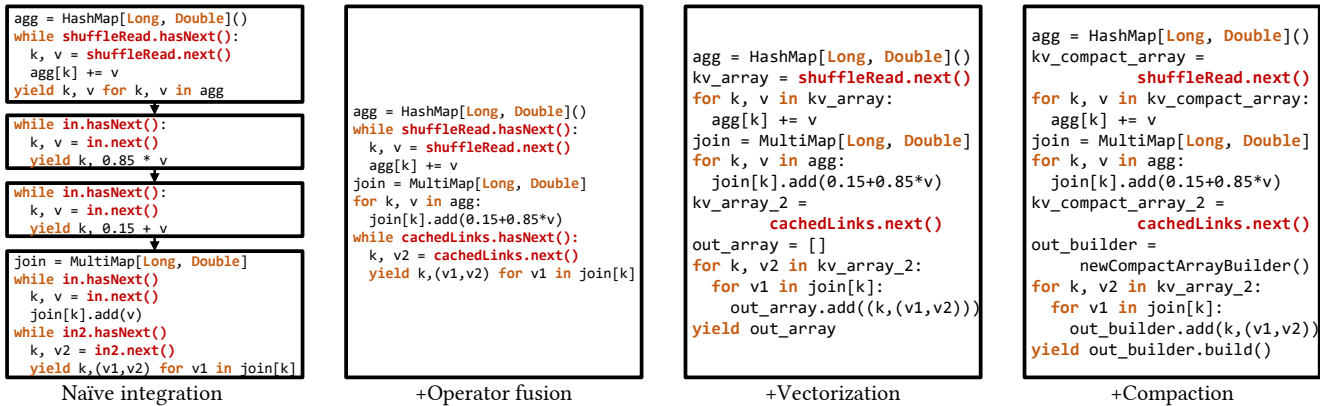 agg = HashMap[Long, Double]()
while shuffleRead.hasNext():
k, v = shuffleRead.next()
agg[k] += v
yield k, v for k, v in agg
while in.hasNext():
k, v = in.next()
yield k, 0.85 * v
while in.hasNext():
k, v = in.next()
yield k, 0.15 + v
join = MultiMap[Long, Double]
while in.hasNext()
k, v = in.next()
join[k].add(v)
while in2.hasNext()
k, v2 = in2.next()
yield k,(v1,v2) for v1 in join[k]
Naïve integration
agg = HashMap[Long, Double]()
while shuffleRead.hasNext():
k, v = shuffleRead.next()
agg[k] += v
join = MultiMap[Long, Double]
for k, v in agg:
join[k].add(0.15+0.85*v)
while cachedLinks.hasNext():
k, v2 = cachedLinks.next()
yield k,(v1,v2) for v1 in join[k]
+Operator fusion
agg = HashMap[Long, Double]()
kv_array = shuffleRead.next()
for k, v in kv_array:
agg[k] += v
join = MultiMap[Long, Double]
for k, v in agg:
join[k].add(0.15+0.85*v)
kv_array_2 =
cachedLinks.next()
out_array = []
for k, v2 in kv_array_2:
for v1 in join[k]:
out_array.add((k,(v1,v2)))
yield out_array
+Vectorization
agg = HashMap[Long, Double]()
kv_compact_array =
shuffleRead.next()
for k, v in kv_compact_array:
agg[k] += v
join = MultiMap[Long, Double]
for k, v in agg:
join[k].add(0.15+0.85*v)
kv_compact_array_2 =
cachedLinks.next()
out_builder =
newCompactArrayBuilder()
for k, v2 in kv_array_2:
for v1 in join[k]:
out_builder.add(k,(v1,v2))
yield out_builder.build()
+Compaction